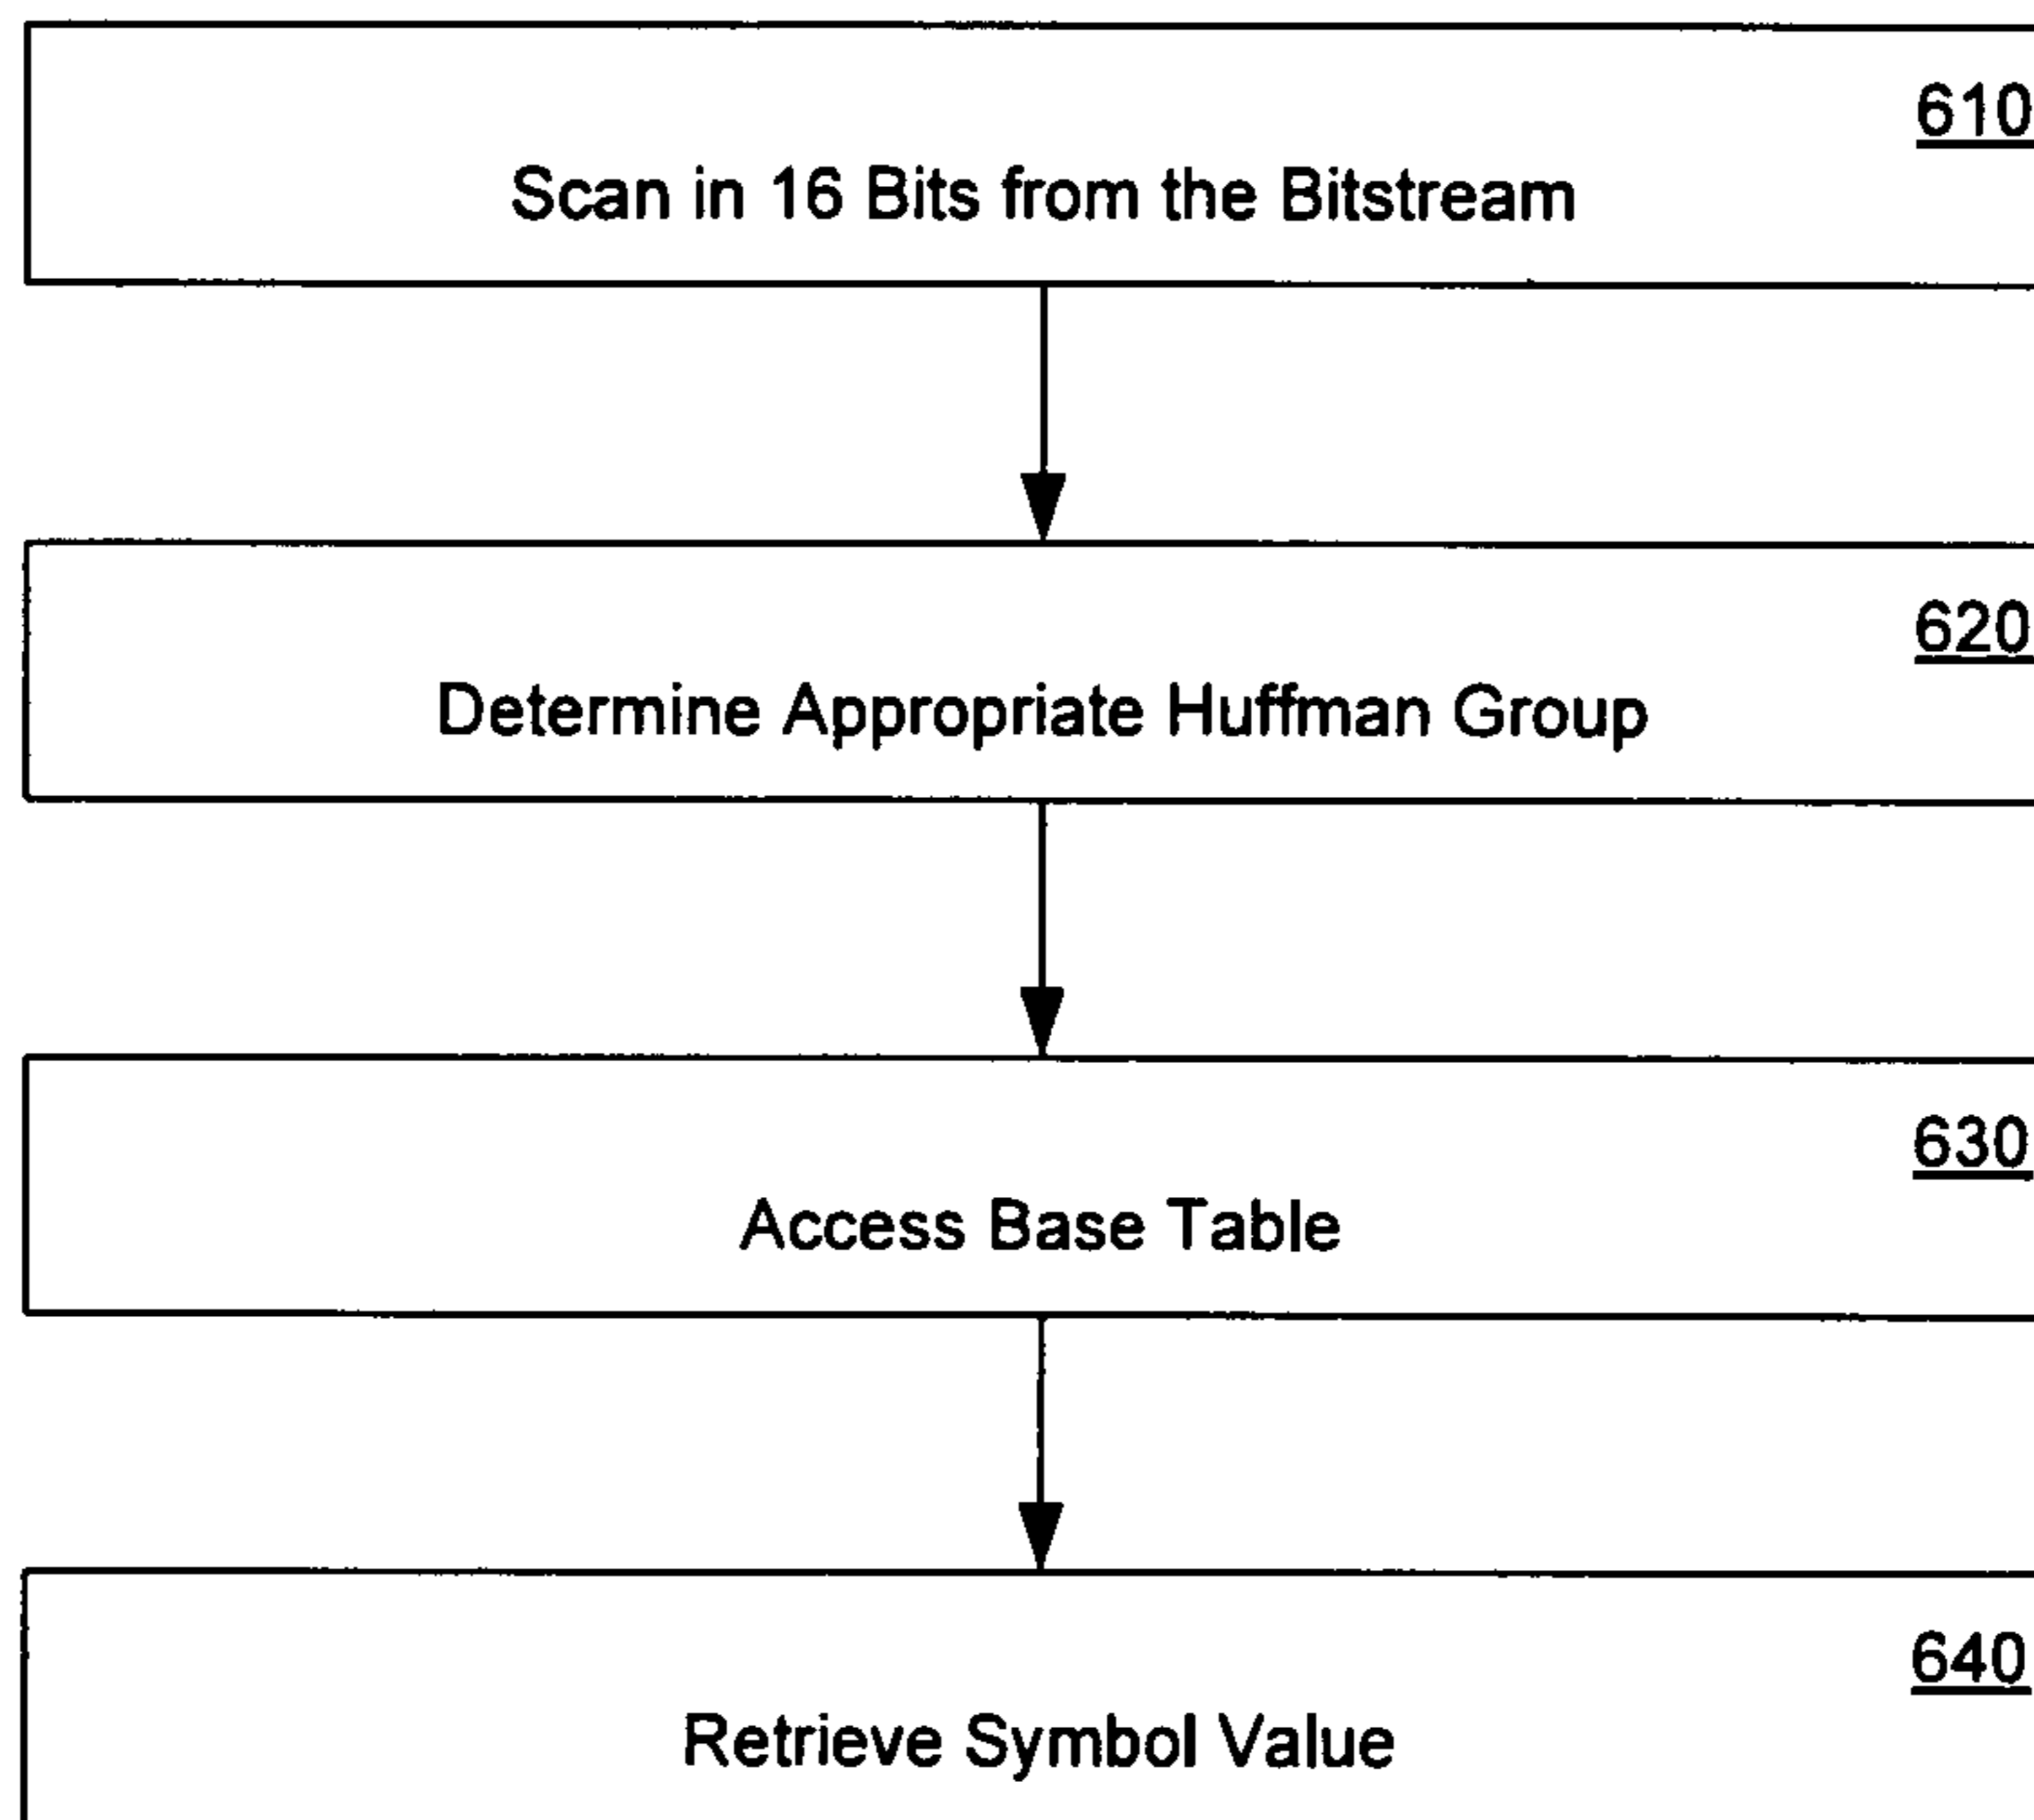 610
Scan in 16 Bits from the Bitstream
620
Determine Appropriate Huffman Group
630
Access Base Table
640
Retrieve Symbol Value